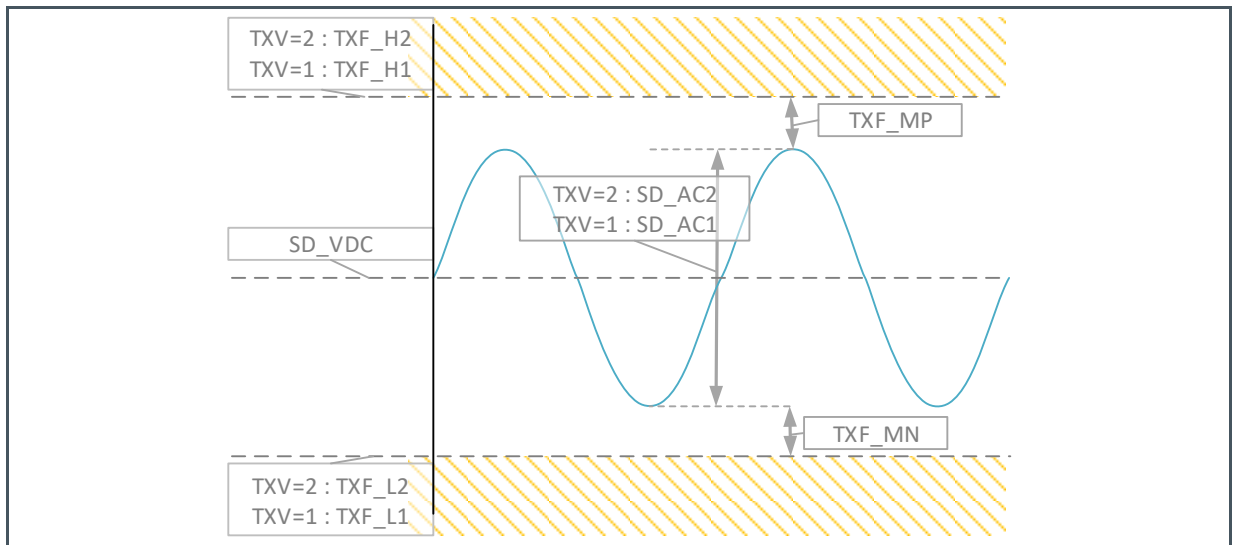 TXV=2 : TXF_H2
TXV=1 : TXF_H1
TXF_MP
TXV=2 : SD_AC2
TXV=1 : SD_AC1
SD_VDC
TXF_MN
TXV=2 : TXF_L2
TXV=1 : TXF_L1